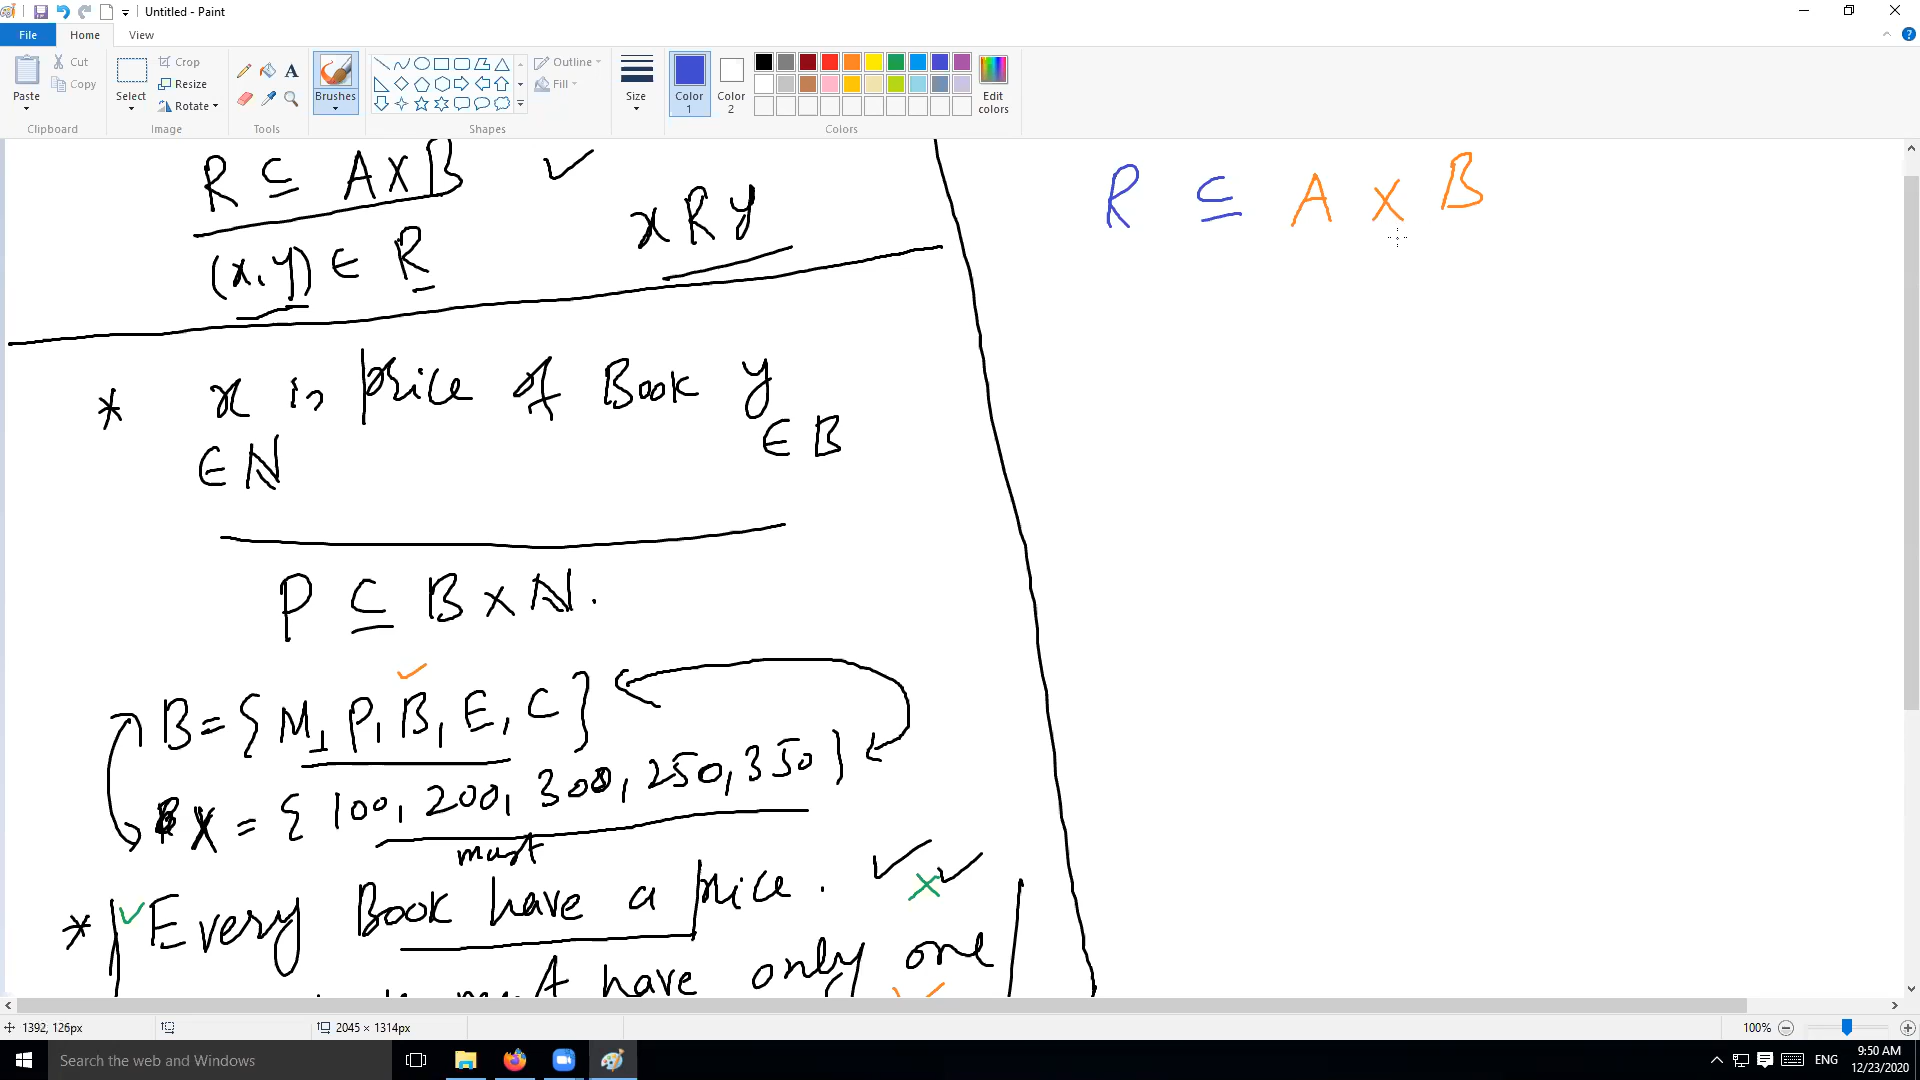 Untitled - Paint
File Home View
Paste
Cut
Copy
Clipboard
Select
Crop
Resize
Rotate
Image
A
Tools
Brushes
Shapes
Outline
Fill
Size
Color 1
Color 2
Colors
Edit colors
R ⊆ A X B ✓
(x, y) ∈ R
x R y
* x is price of Book y
∈ N
∈ B
P ⊆ B × N.
B = { M, P, B, E, C }
X = { 100, 200, 300, 250, 350 }
must
* Every Book have a price. ✓ X ✓
must have only one
R ⊆ A × B
1392, 126px
2045 × 1314px
100%
Search the web and Windows
ENG
9:50 AM
12/23/2020